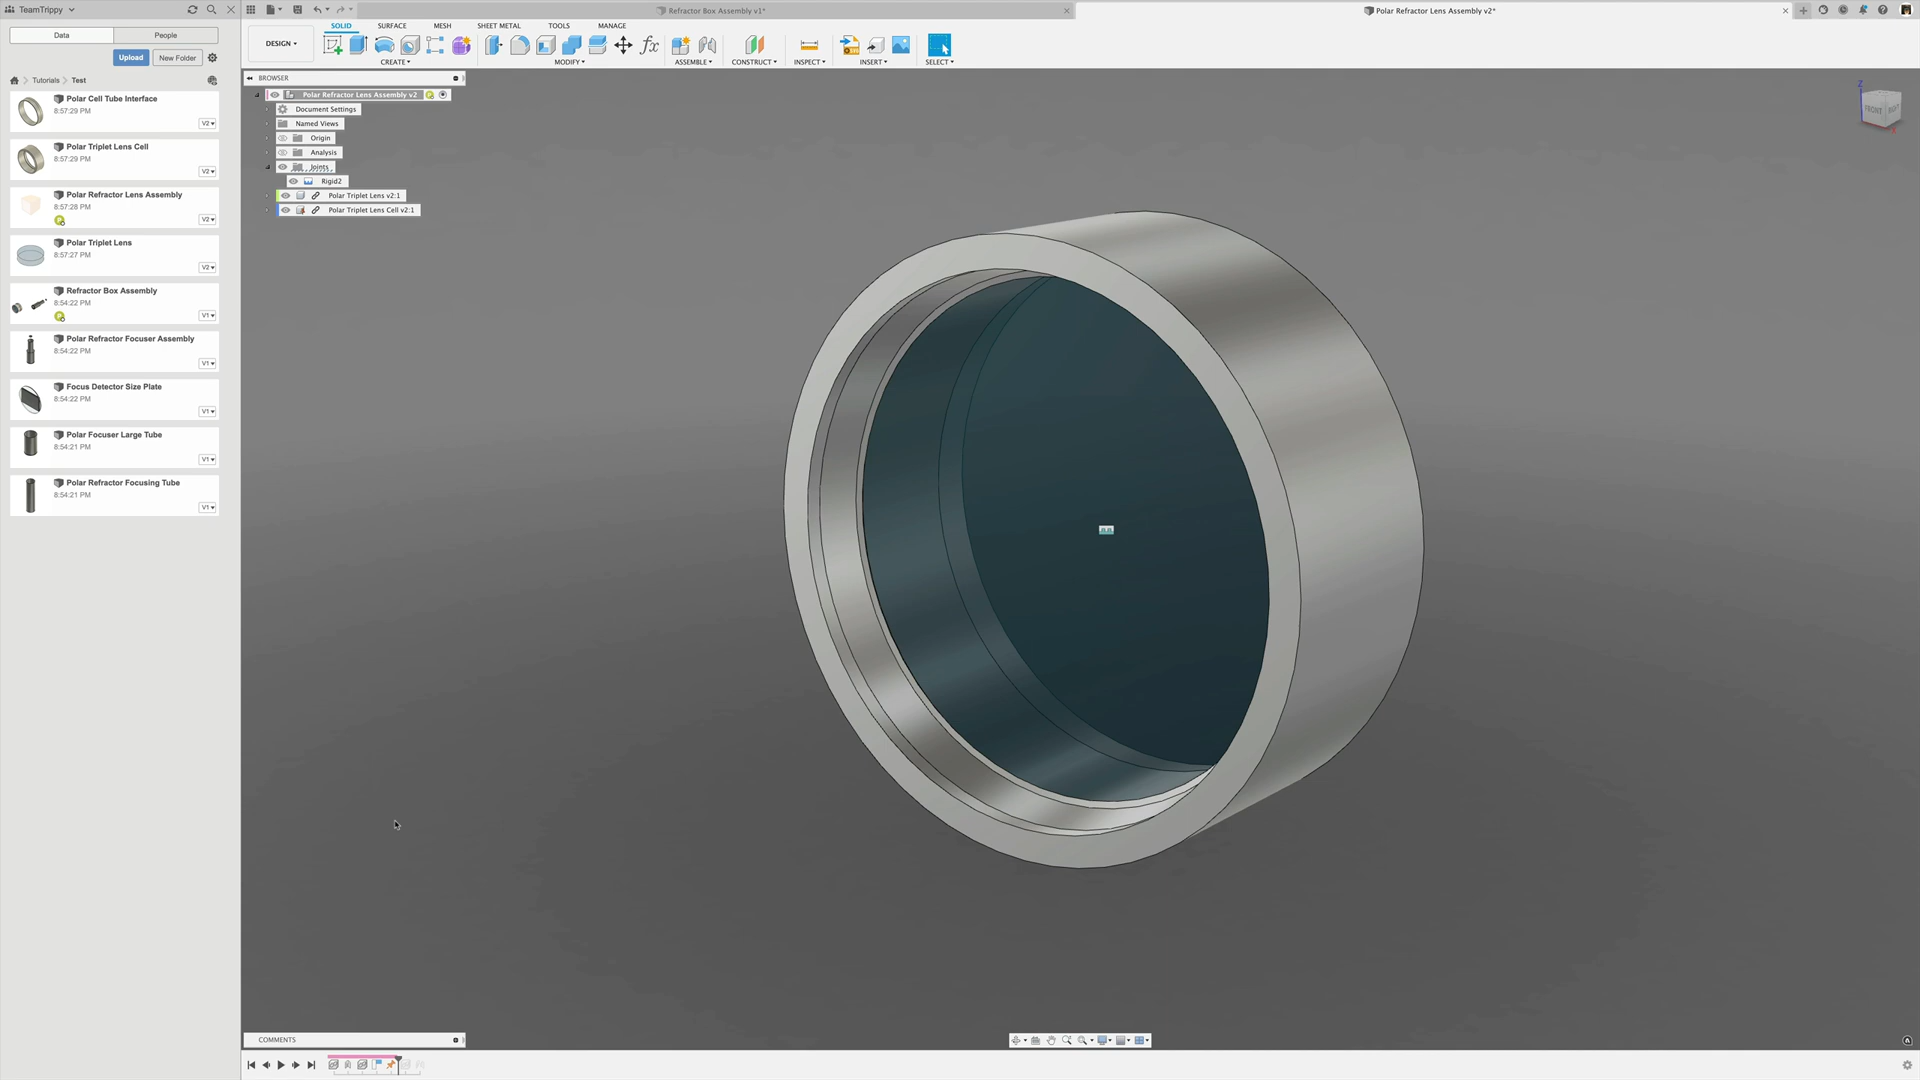 TeamTrippy
Refractor Box Assembly v1*
Polar Refractor Lens Assembly v2*
Data
People
Upload
New Folder
Tutorials
Test
Polar Cell Tube Interface
8:57:29 PM
V2
Polar Triplet Lens Cell
8:57:29 PM
V2
Polar Refractor Lens Assembly
8:57:28 PM
V2
Polar Triplet Lens
8:57:27 PM
V2
Refractor Box Assembly
8:54:22 PM
V1
Polar Refractor Focuser Assembly
8:54:22 PM
V1
Focus Detector Size Plate
8:54:22 PM
V1
Polar Focuser Large Tube
8:54:21 PM
V1
Polar Refractor Focusing Tube
8:54:21 PM
V1
DESIGN
SOLID
SURFACE
MESH
SHEET METAL
TOOLS
MANAGE
CREATE
MODIFY
ASSEMBLE
CONSTRUCT
INSPECT
INSERT
SELECT
BROWSER
Polar Refractor Lens Assembly v2
Document Settings
Named Views
Origin
Analysis
Joints
Rigid2
Polar Triplet Lens v2:1
Polar Triplet Lens Cell v2:1
Z
FRONT
RIGHT
X
COMMENTS